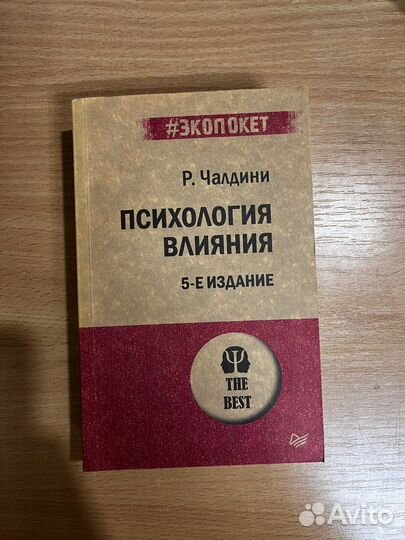 #ЭКОПОКЕТ
Р. Чалдини
ПСИХОЛОГИЯ
ВЛИЯНИЯ
5-Е ИЗДАНИЕ
Ψ
THE
BEST
Avito